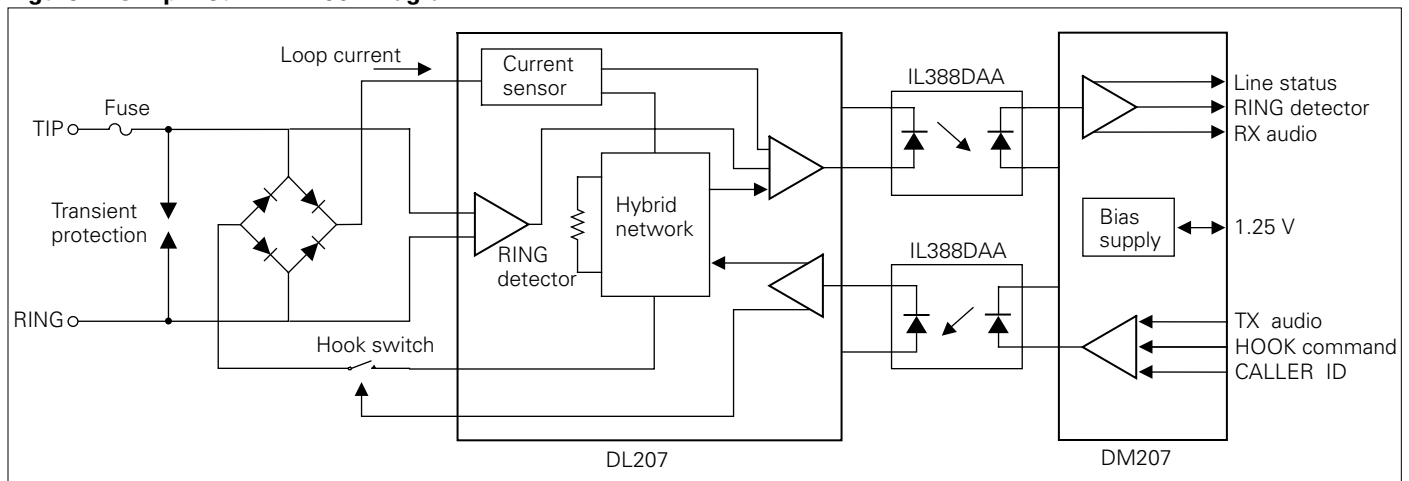 Loop current
Current
sensor
IL388DAA
Line status
RING detector
RX audio
Fuse
TIP
Transient
protection
Hybrid
network
RING
detector
Bias
supply
1.25 V
IL388DAA
RING
Hook switch
TX audio
HOOK command
CALLER ID
DL207
DM207